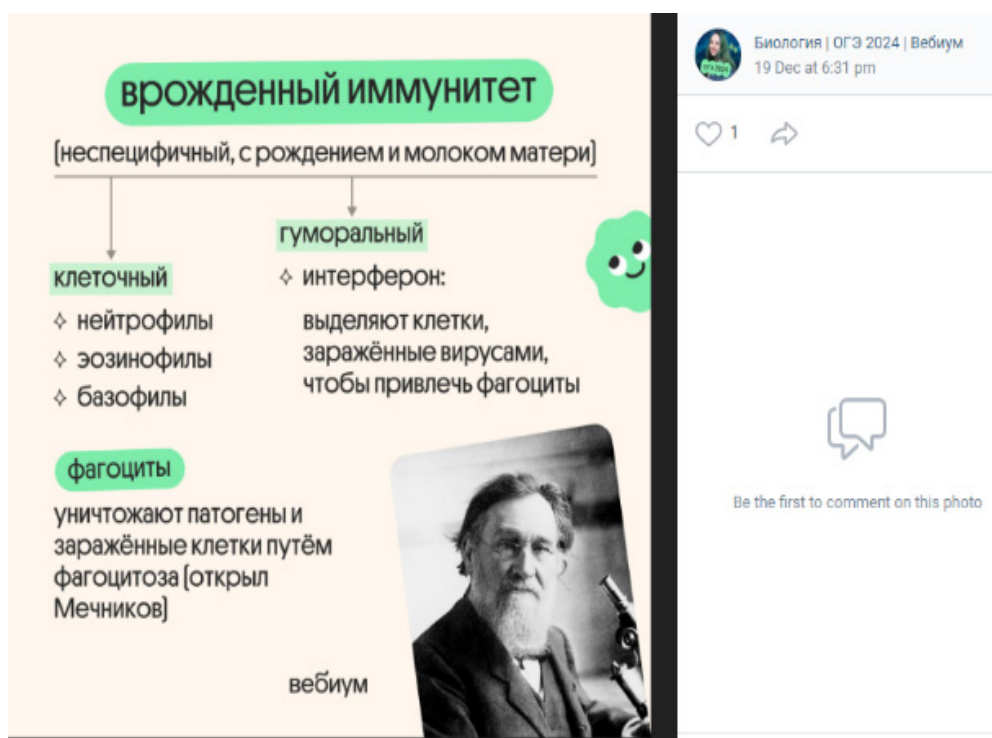 врожденный иммунитет
(неспецифичный, с рождением и молоком матери)
клеточный
✧ нейтрофилы
✧ эозинофилы
✧ базофилы
гуморальный
✧ интерферон:
выделяют клетки,
заражённые вирусами,
чтобы привлечь фагоциты
фагоциты
уничтожают патогены и
заражённые клетки путём
фагоцитоза (открыл
Мечников)
вебиум
Биология | ОГЭ 2024 | Вебиум
19 Dec at 6:31 pm
1
Be the first to comment on this photo